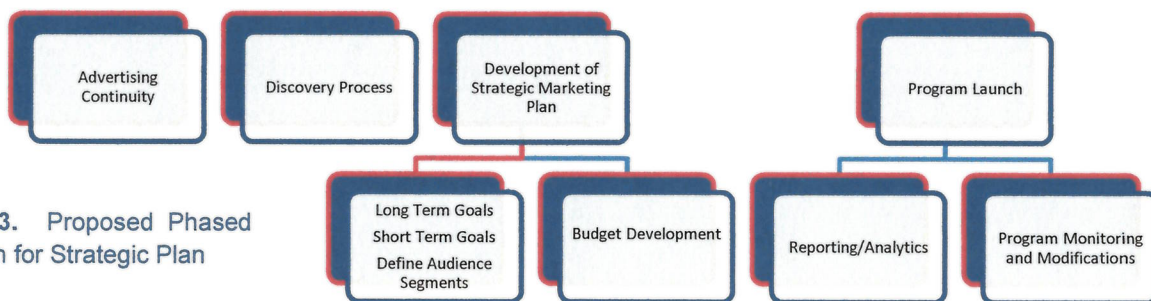 Advertising
Continuity
Discovery Process
Development of
Strategic Marketing
Plan
Program Launch
3. Proposed Phased
for Strategic Plan
Long Term Goals
Short Term Goals
Define Audience
Segments
Budget Development
Reporting/Analytics
Program Monitoring
and Modifications